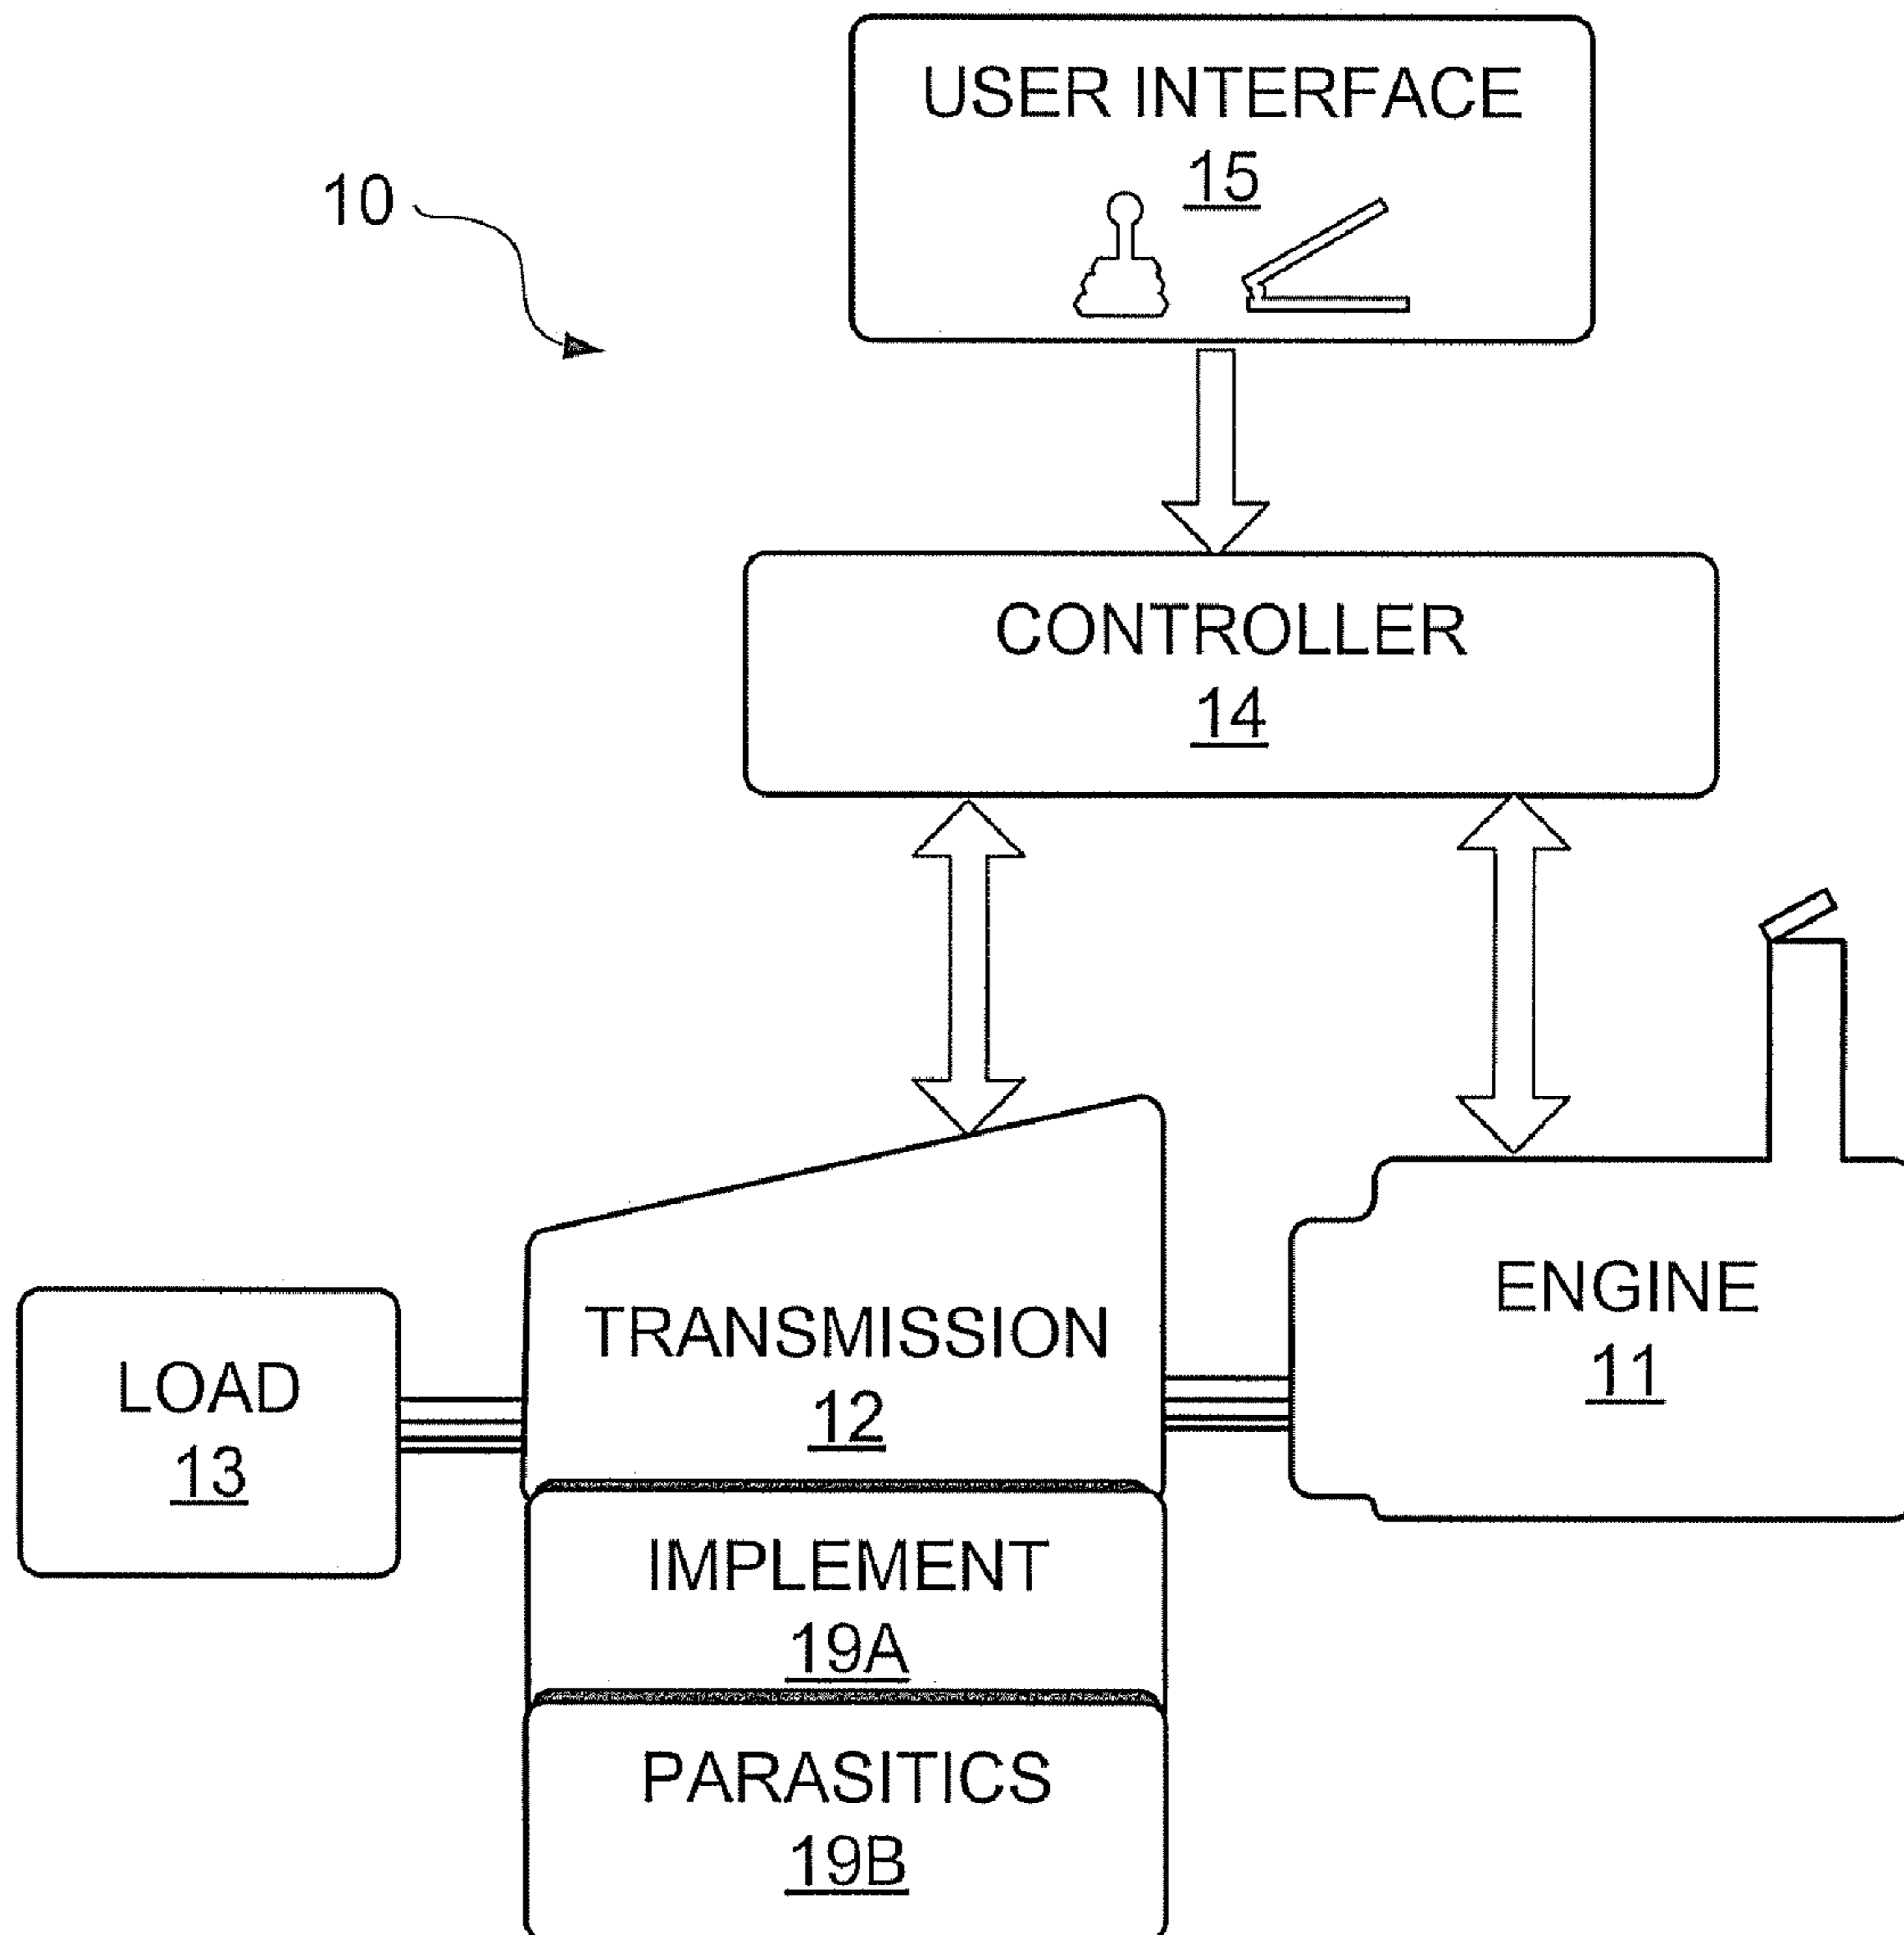 USER INTERFACE
15
10
CONTROLLER
14
ENGINE
11
TRANSMISSION
12
LOAD
13
IMPLEMENT
19A
PARASITICS
19B